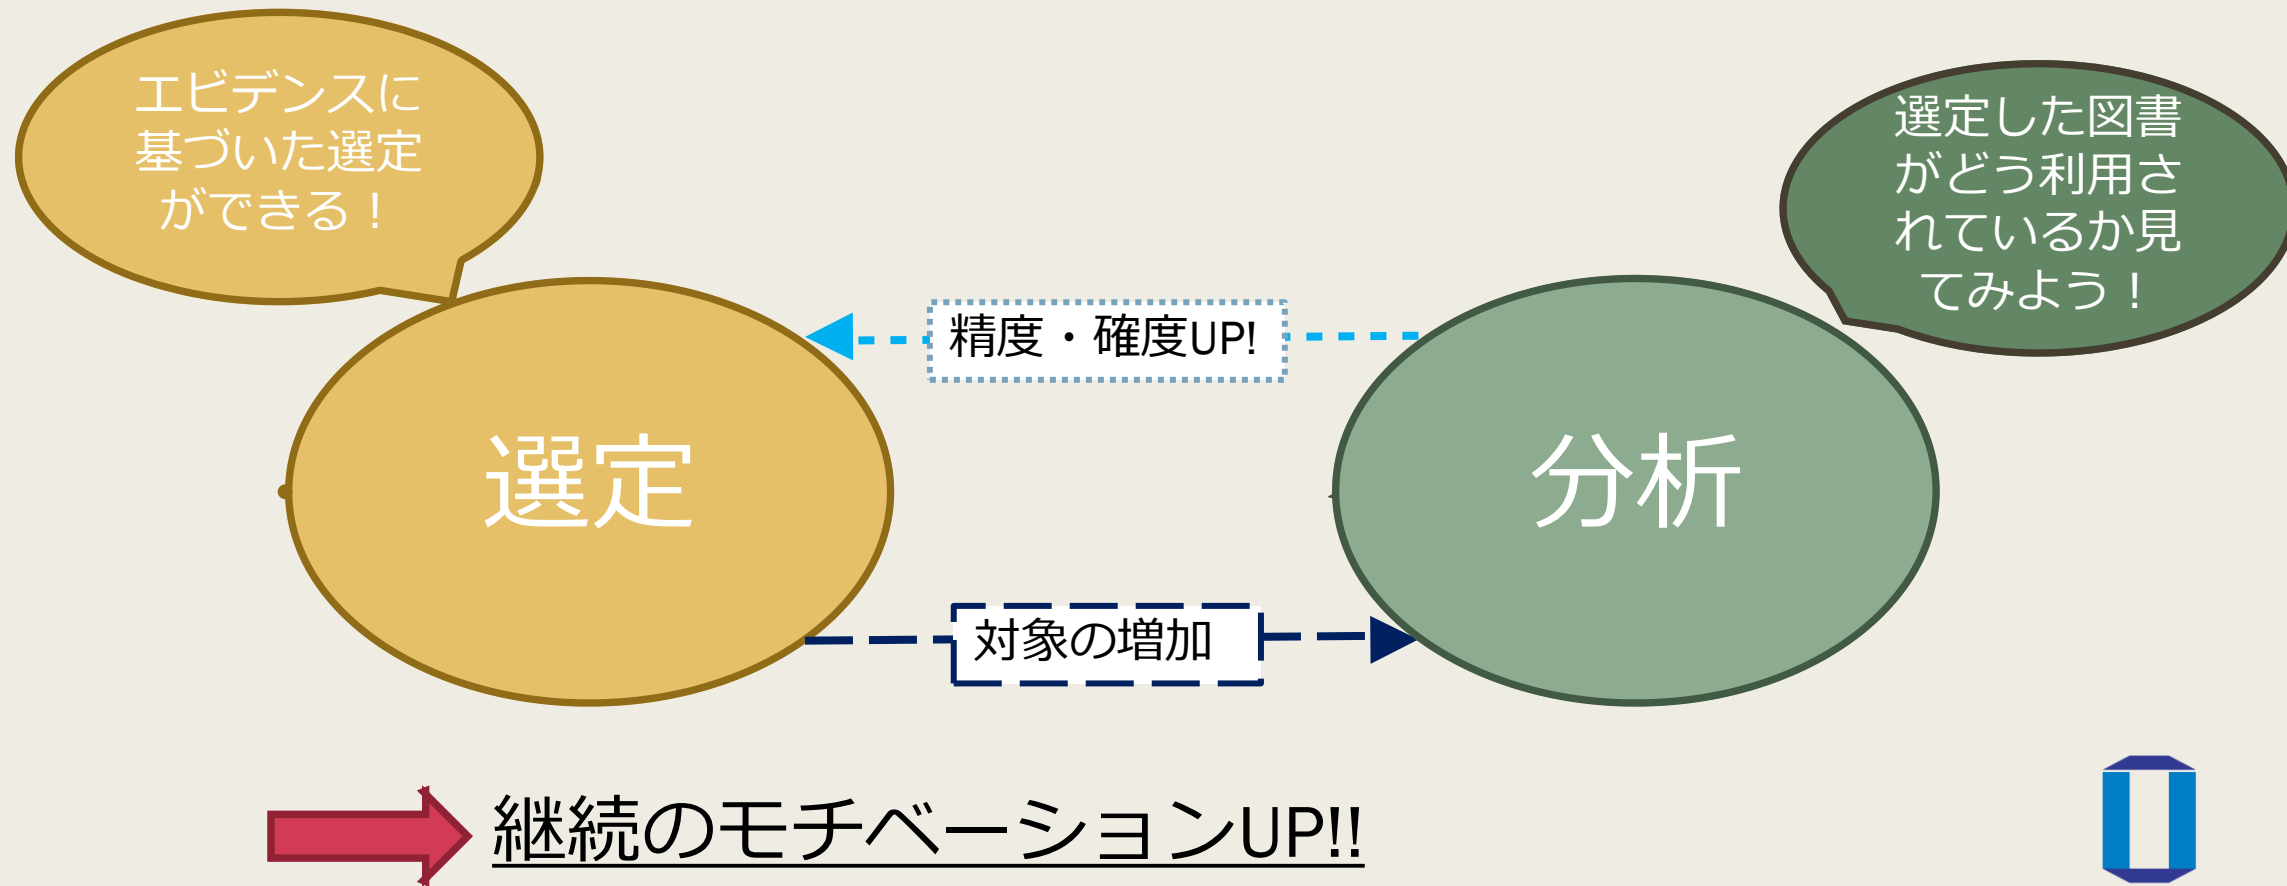 エビデンスに
基づいた選定
ができる！
選定した図書
がどう利用さ
れているか見
てみよう！
精度・確度UP!
選定
分析
対象の増加
継続のモチベーションUP!!